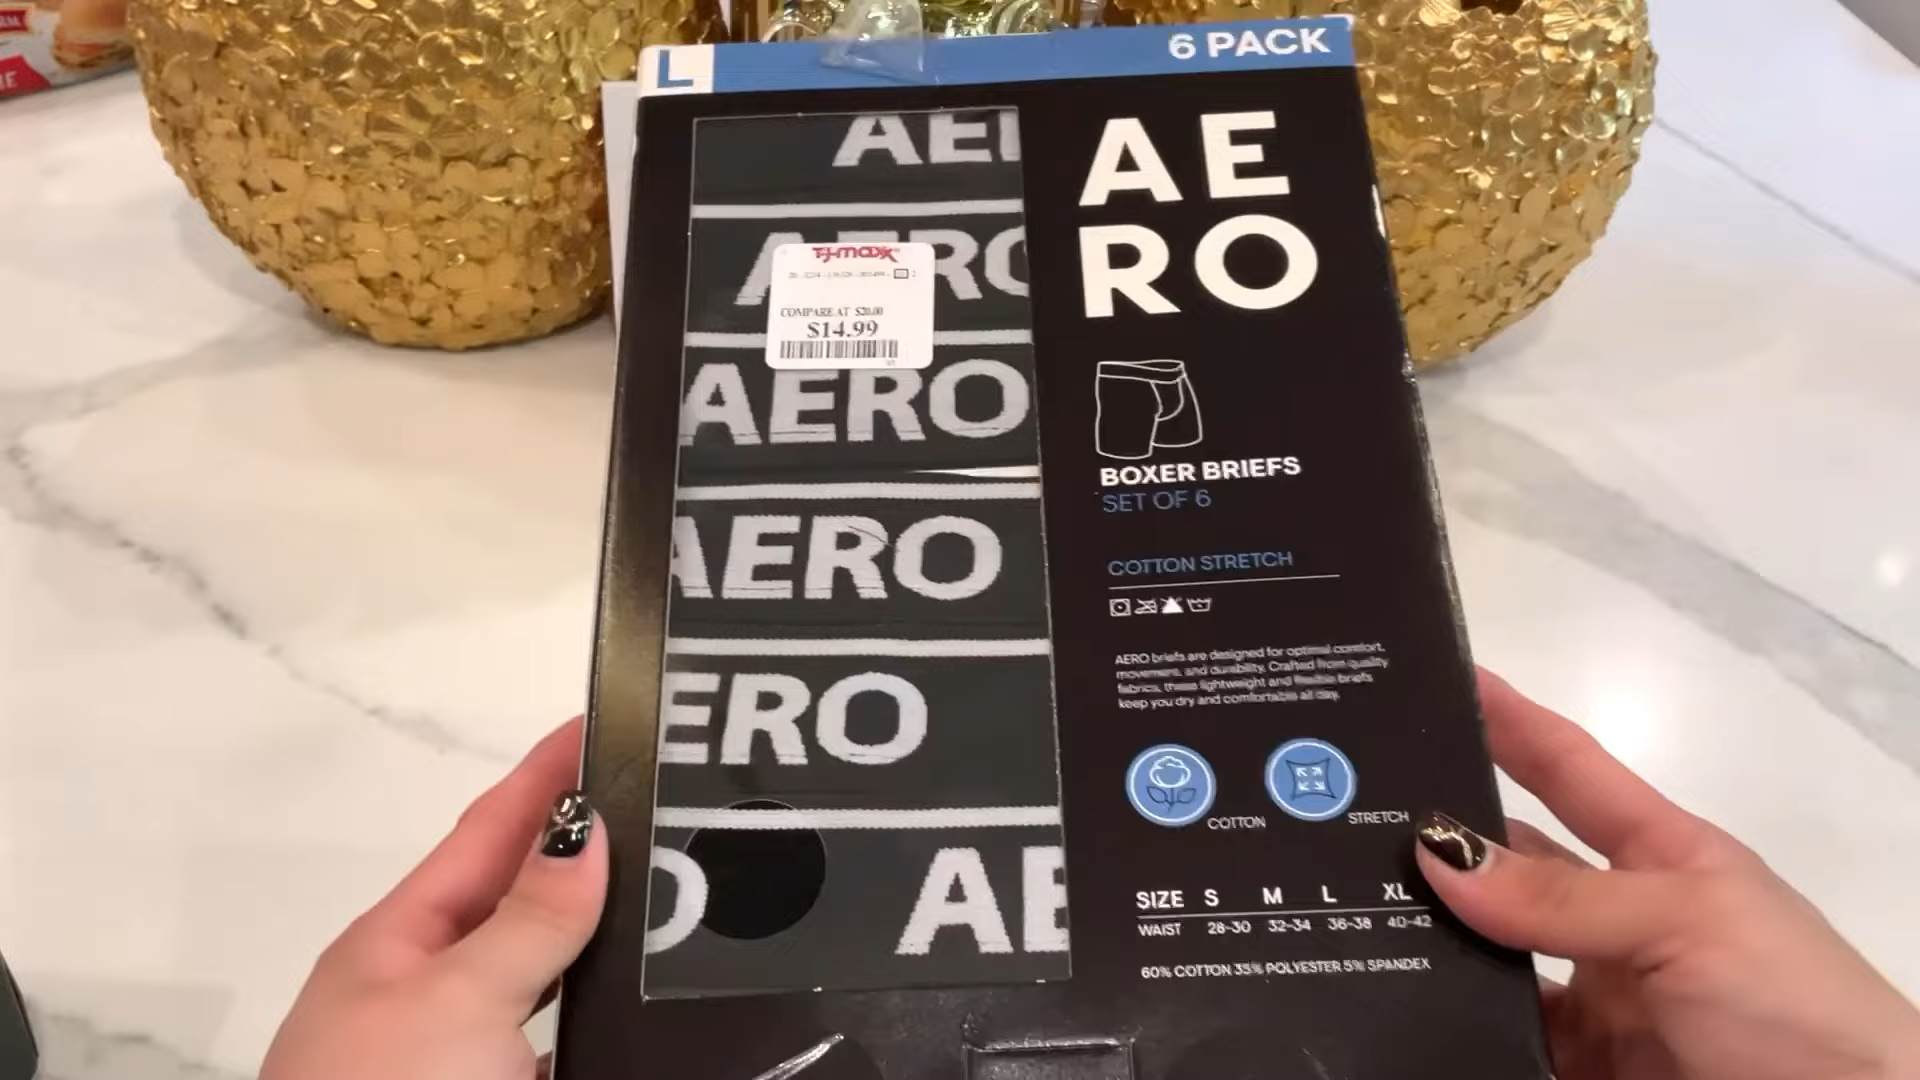 L
6 PACK
AE
RO
AE
AERO
T·J·maxx
COMPARE AT $20.00
$14.99
AERO
AERO
ERO
O AE
BOXER BRIEFS
SET OF 6
COTTON STRETCH
AERO briefs are designed for optimal comfort,
movement, and durability. Crafted from quality
fabrics, these lightweight and flexible briefs
keep you dry and comfortable all day.
COTTON
STRETCH
SIZE S M L XL
WAIST 28-30 32-34 36-38 40-42
60% COTTON 35% POLYESTER 5% SPANDEX